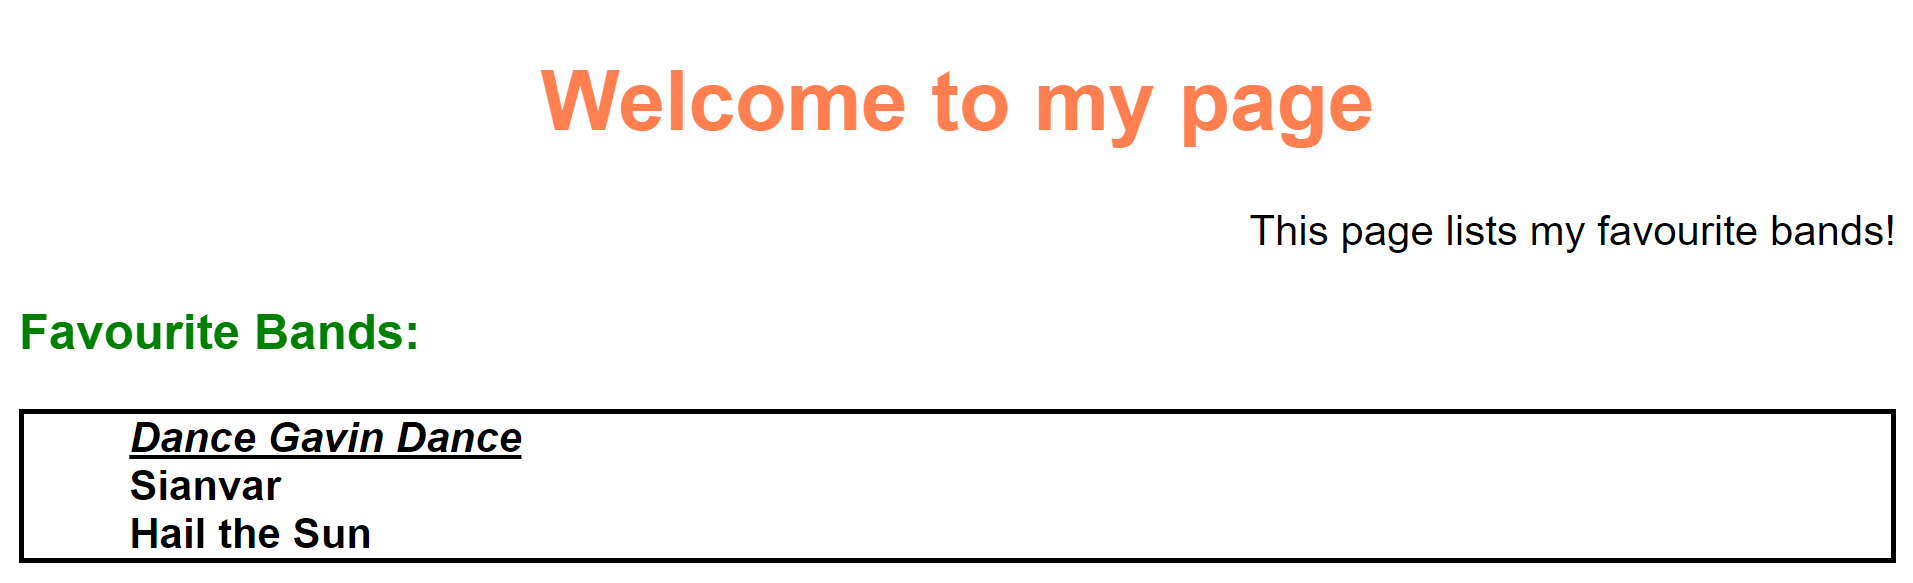 Welcome to my page
This page lists my favourite bands!
Favourite Bands:
Dance Gavin Dance
Sianvar
Hail the Sun